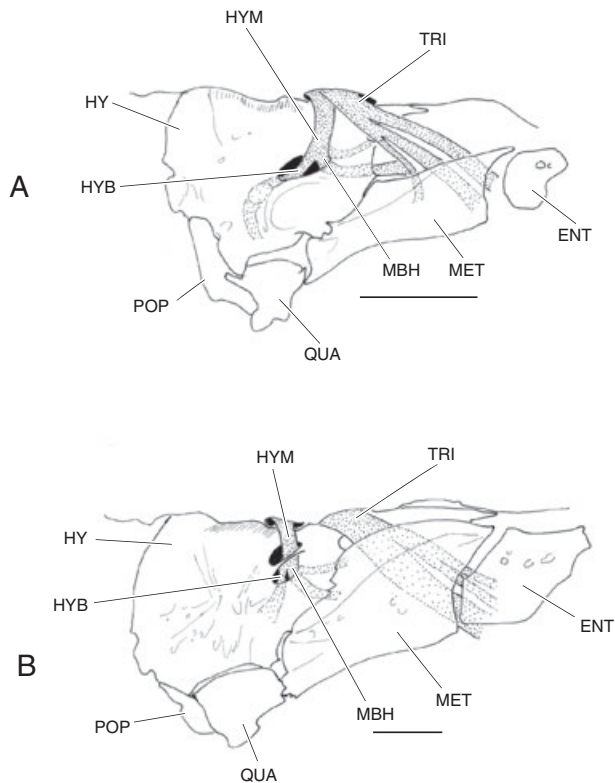 HYM
TRI
HY
HYB
A
ENT
MBH
MET
POP
QUA
HYM
TRI
HY
HYB
ENT
B
MBH
MET
POP
QUA